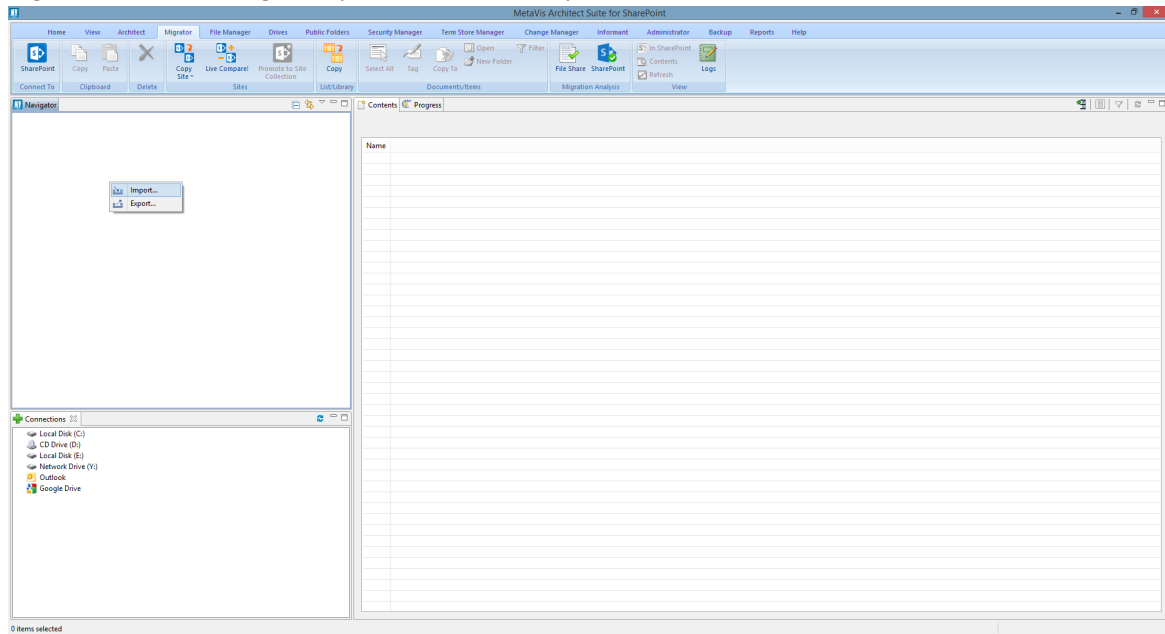 MetaVis Architect Suite for SharePoint
Home View Architect Migrator File Manager Drives Public Folders Security Manager Term Store Manager Change Manager Informant Administrator Backup Reports Help
SharePoint Copy Paste Copy Site Live Compare! Promote to Site Collection Copy Select All Tag Copy To Open New Folder Filter File Share SharePoint In SharePoint Contents Refresh Logs
Connect To Clipboard Delete Sites List/Library Documents/Items Migration Analysis View
Navigator
Contents Progress
Name
Import...
Export...
Connections
Local Disk (C:)
CD Drive (D:)
Local Disk (E:)
Network Drive (Y:)
Outlook
Google Drive
0 items selected